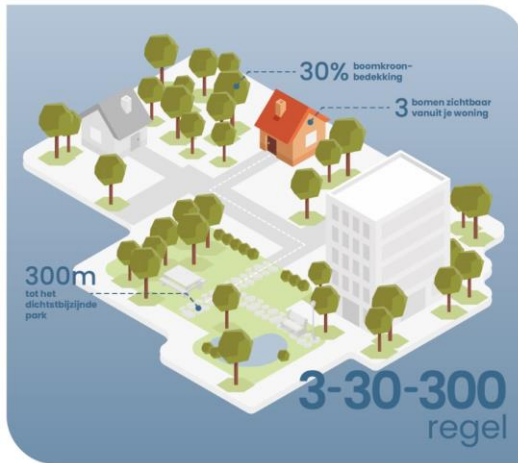 30% boomkroon-
bedekking
3 bomen zichtbaar
vanuit je woning
300m
tot het
dichtstbijzijnde
park
3-30-300
regel